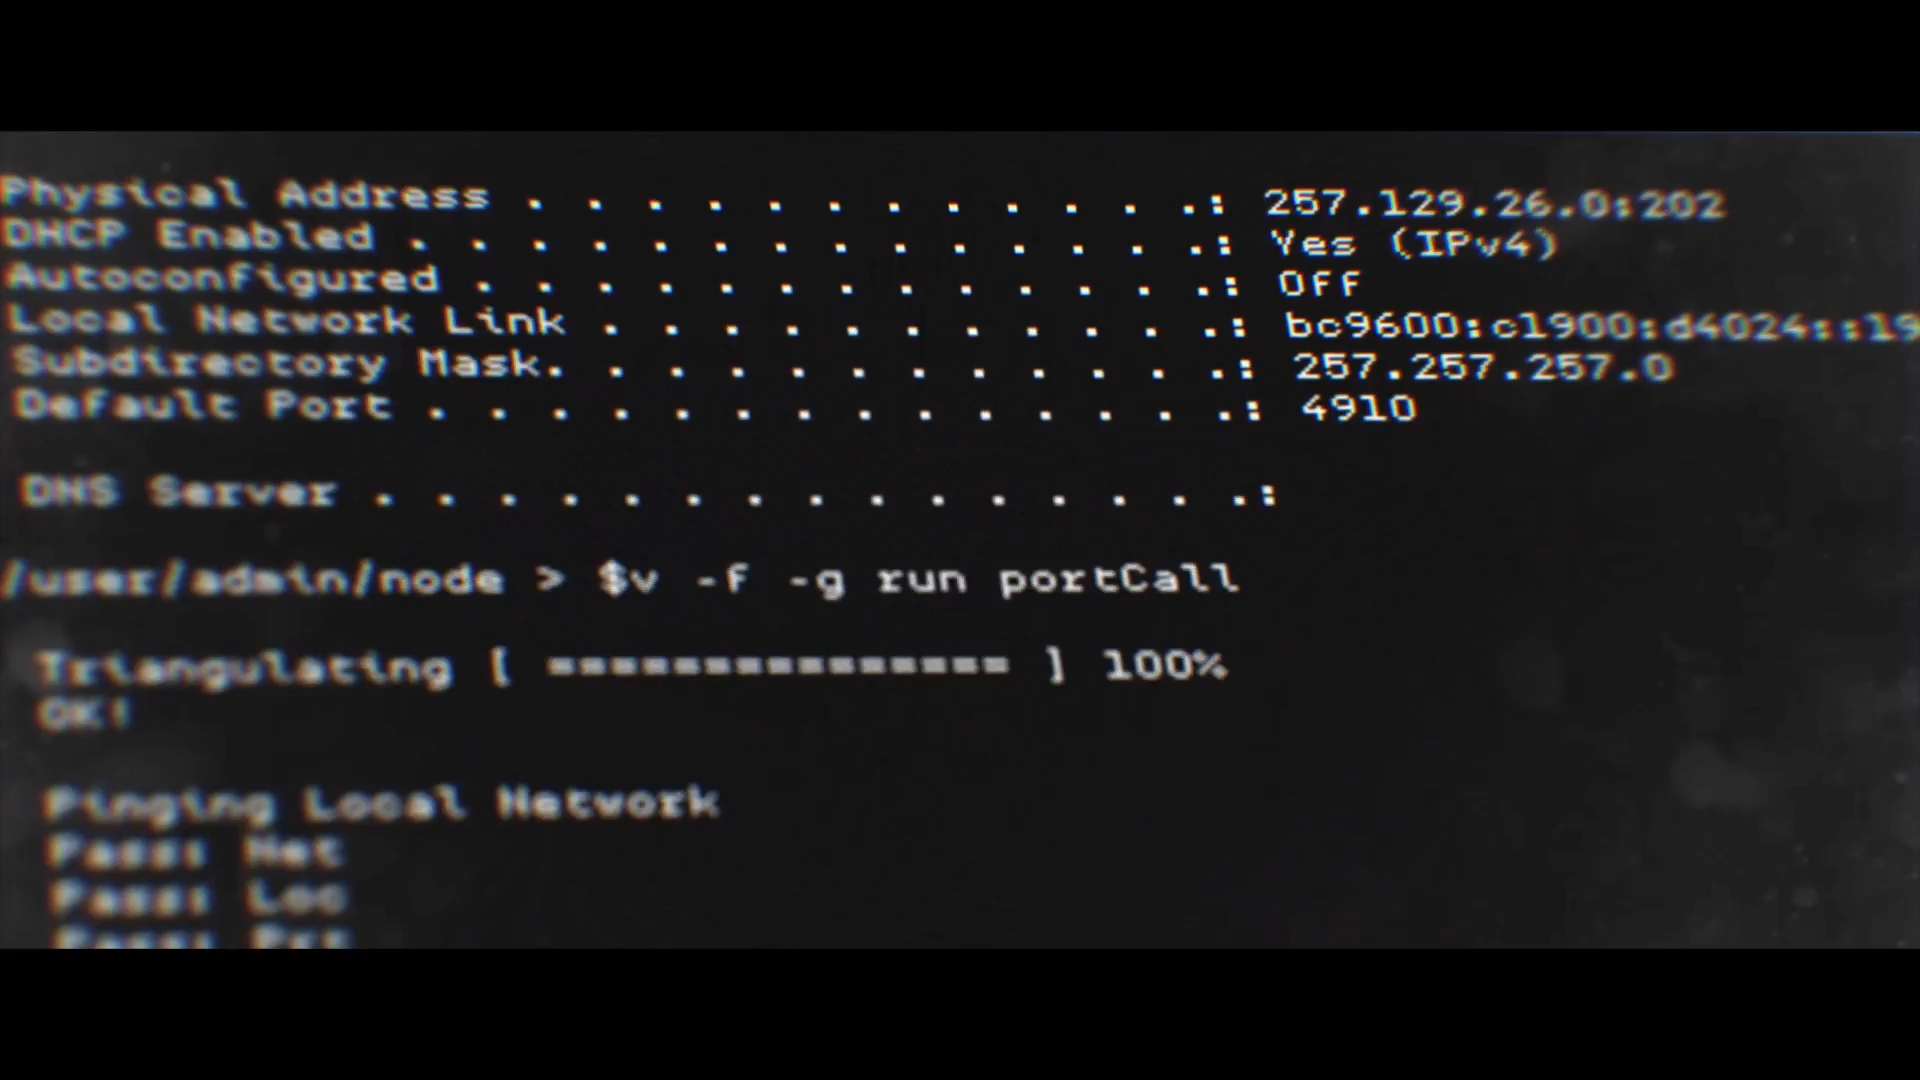 Physical Address . . . . . . . . . . . .: 257.129.26.0:202
DHCP Enabled . . . . . . . . . . . . . .: Yes (IPv4)
Autoconfigured . . . . . . . . . . . . .: Off
Local Network Link . . . . . . . . . . .: bc9600:c1900:d4024::19
Subdirectory Mask. . . . . . . . . . . .: 257.257.257.0
Default Port . . . . . . . . . . . . . .: 4910
DNS Server . . . . . . . . . . . . . . .:
/user/admin/node > $v -f -g run portCall
Triangulating [ =============== ] 100%
OK!
Pinging Local Network
Pass: Net
Pass: Loc
Pass: